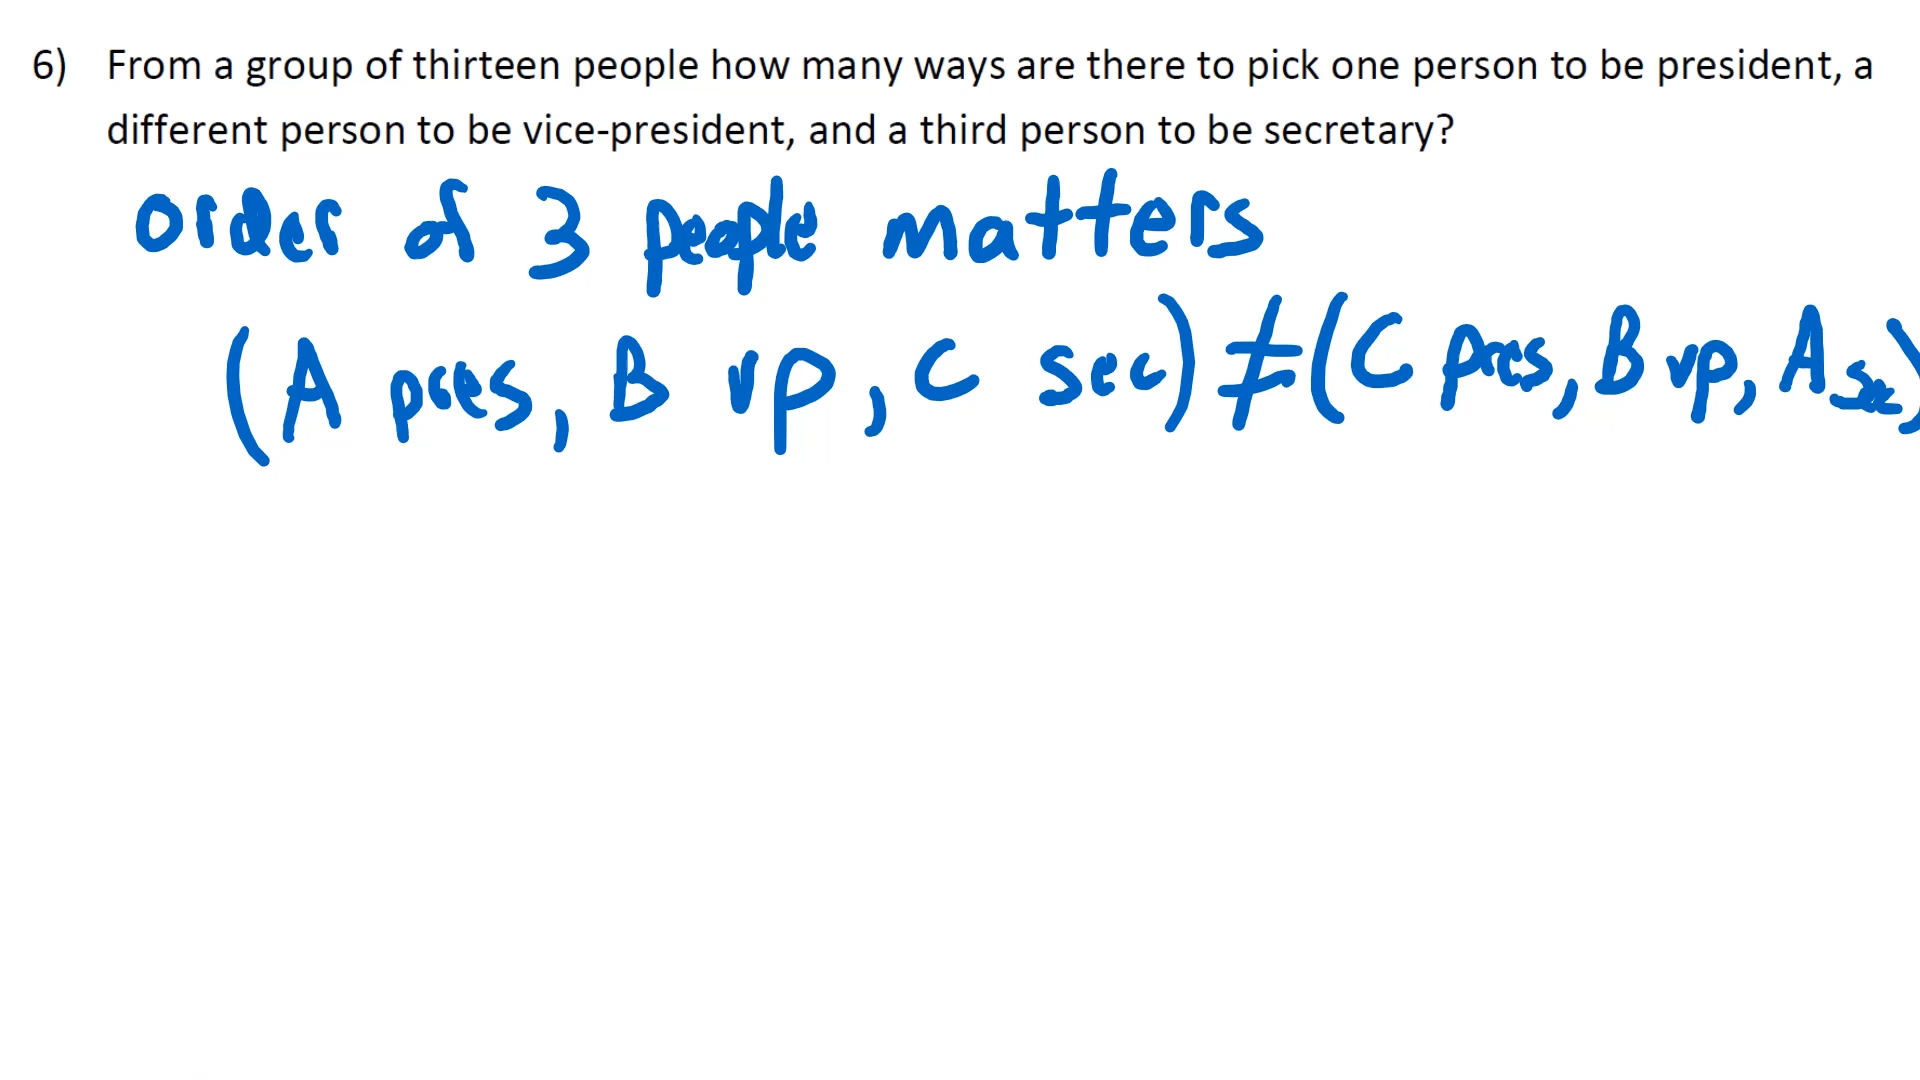 6) From a group of thirteen people how many ways are there to pick one person to be president, a
different person to be vice-president, and a third person to be secretary?
order of 3 people matters
(A pres, B vp, C sec) ≠ (C pres, B vp, A sec)